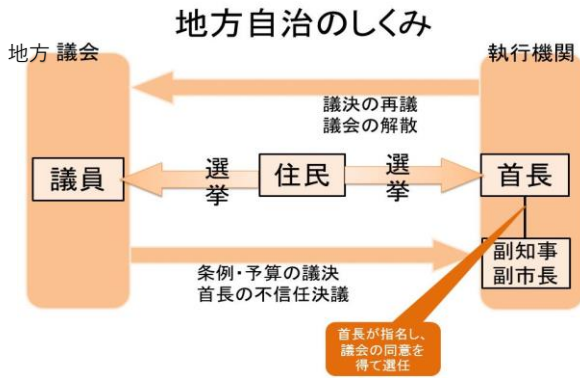 地方自治のしくみ
地方 議会
執行機関
議決の再議
議会の解散
議員
選挙
住民
選挙
首長
副知事
副市長
条例・予算の議決
首長の不信任決議
首長が指名し、
議会の同意を
得て選任